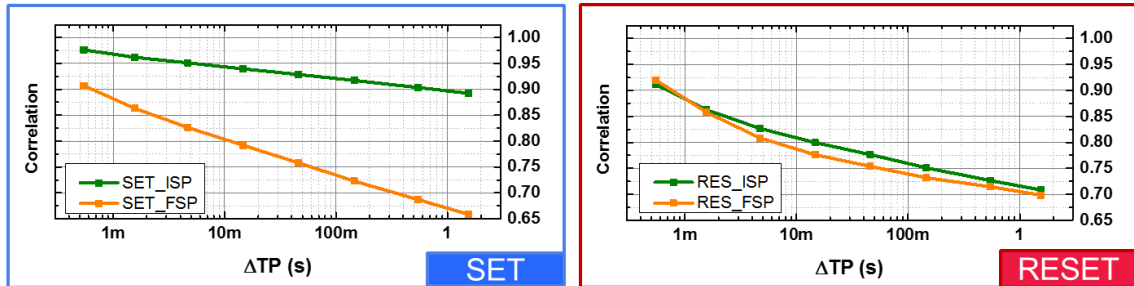 1.00
0.95
0.90
0.85
0.80
0.75
0.70
0.65
Correlation
SET_ISP
SET_FSP
1m 10m 100m 1
ΔTP (s)
SET
1.00
0.95
0.90
0.85
0.80
0.75
0.70
0.65
Correlation
RES_ISP
RES_FSP
1m 10m 100m 1
ΔTP (s)
RESET